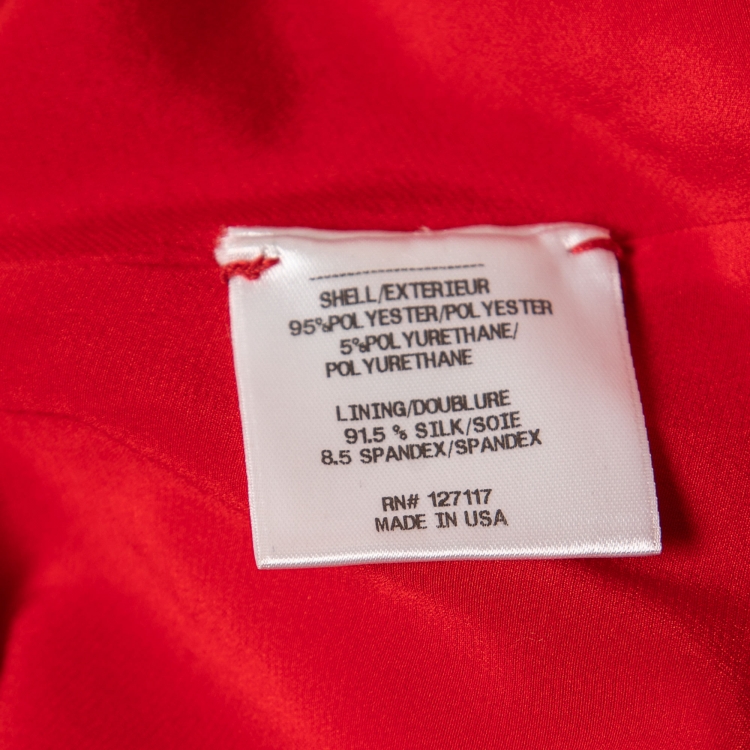 SHELL/EXTERIEUR
95%POLYESTER/POLYESTER
5%POLYURETHANE/
POLYURETHANE
LINING/DOUBLURE
91.5 % SILK/SOIE
8.5 SPANDEX/SPANDEX
RN# 127117
MADE IN USA